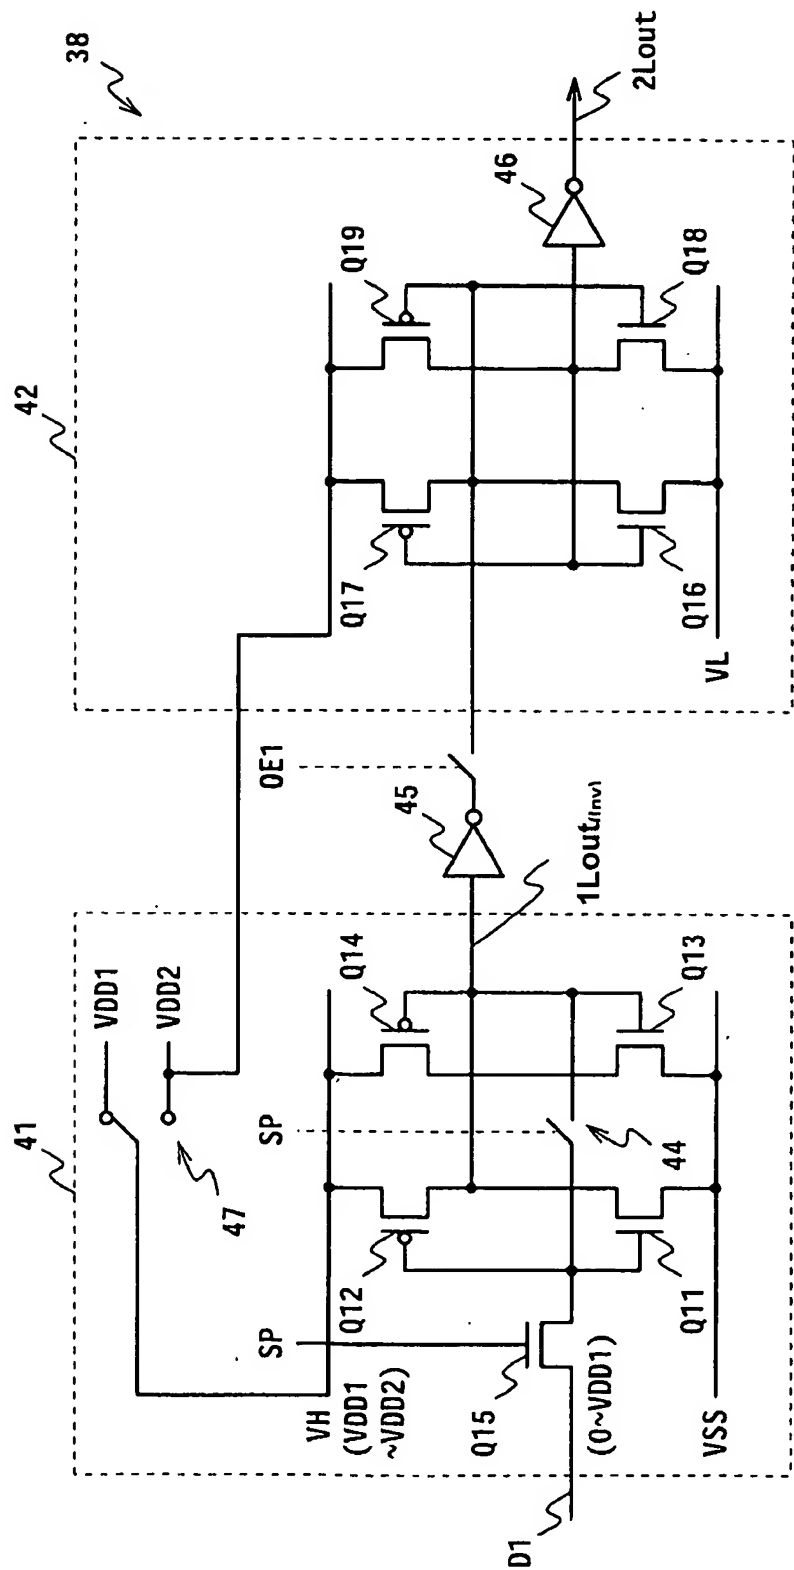 38
41
42
VDD1
VDD2
47
SP
SP
VH
(VDD1
~VDD2)
Q12
Q14
Q15
(0~VDD1)
D1
44
Q11
Q13
VSS
1Lout(Inv)
45
OE1
Q17
Q19
Q16
Q18
VL
46
2Lout